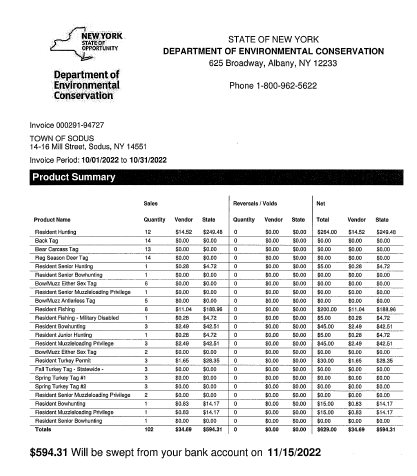 NEW YORK
STATE OF
OPPORTUNITY
Department of
Environmental
Conservation
STATE OF NEW YORK
DEPARTMENT OF ENVIRONMENTAL CONSERVATION
625 Broadway, Albany, NY 12233
Phone 1-800-962-5622
Invoice 000291-94727
TOWN OF SODUS
14-16 Mill Street, Sodus, NY 14551
Invoice Period: 10/01/2022 to 10/31/2022
Product Summary
Sales Reversals / Voids Net
Product Name Quantity Vendor State Quantity Vendor State Total Vendor State
Resident Hunting 12 $14.52 $249.48 0 $0.00 $0.00 $264.00 $14.52 $249.48
Back Tag 14 $0.00 $0.00 0 $0.00 $0.00 $0.00 $0.00 $0.00
Bear Carcass Tag 13 $0.00 $0.00 0 $0.00 $0.00 $0.00 $0.00 $0.00
Reg Season Deer Tag 14 $0.00 $0.00 0 $0.00 $0.00 $0.00 $0.00 $0.00
Resident Senior Hunting 1 $0.28 $4.72 0 $0.00 $0.00 $5.00 $0.28 $4.72
Resident Senior Bowhunting 1 $0.00 $0.00 0 $0.00 $0.00 $0.00 $0.00 $0.00
Bow/Muzz Either Sex Tag 6 $0.00 $0.00 0 $0.00 $0.00 $0.00 $0.00 $0.00
Resident Senior Muzzleloading Privilege 1 $0.00 $0.00 0 $0.00 $0.00 $0.00 $0.00 $0.00
Bow/Muzz Antlerless Tag 6 $0.00 $0.00 0 $0.00 $0.00 $0.00 $0.00 $0.00
Resident Fishing 8 $11.04 $188.96 0 $0.00 $0.00 $200.00 $11.04 $188.96
Resident Fishing - Military Disabled 1 $0.28 $4.72 0 $0.00 $0.00 $5.00 $0.28 $4.72
Resident Bowhunting 3 $2.49 $42.51 0 $0.00 $0.00 $45.00 $2.49 $42.51
Resident Junior Hunting 1 $0.28 $4.72 0 $0.00 $0.00 $5.00 $0.28 $4.72
Resident Muzzleloading Privilege 3 $2.49 $42.51 0 $0.00 $0.00 $45.00 $2.49 $42.51
Bow/Muzz Either Sex Tag 2 $0.00 $0.00 0 $0.00 $0.00 $0.00 $0.00 $0.00
Resident Turkey Permit 3 $1.65 $28.35 0 $0.00 $0.00 $30.00 $1.65 $28.35
Fall Turkey Tag - Statewide - 3 $0.00 $0.00 0 $0.00 $0.00 $0.00 $0.00 $0.00
Spring Turkey Tag #1 3 $0.00 $0.00 0 $0.00 $0.00 $0.00 $0.00 $0.00
Spring Turkey Tag #2 3 $0.00 $0.00 0 $0.00 $0.00 $0.00 $0.00 $0.00
Resident Senior Muzzleloading Privilege 2 $0.00 $0.00 0 $0.00 $0.00 $0.00 $0.00 $0.00
Resident Bowhunting 1 $0.83 $14.17 0 $0.00 $0.00 $15.00 $0.83 $14.17
Resident Muzzleloading Privilege 1 $0.83 $14.17 0 $0.00 $0.00 $15.00 $0.83 $14.17
Resident Senior Bowhunting 1 $0.00 $0.00 0 $0.00 $0.00 $0.00 $0.00 $0.00
Totals 102 $34.69 $594.31 0 $0.00 $0.00 $629.00 $34.69 $594.31
$594.31 Will be swept from your bank account on 11/15/2022